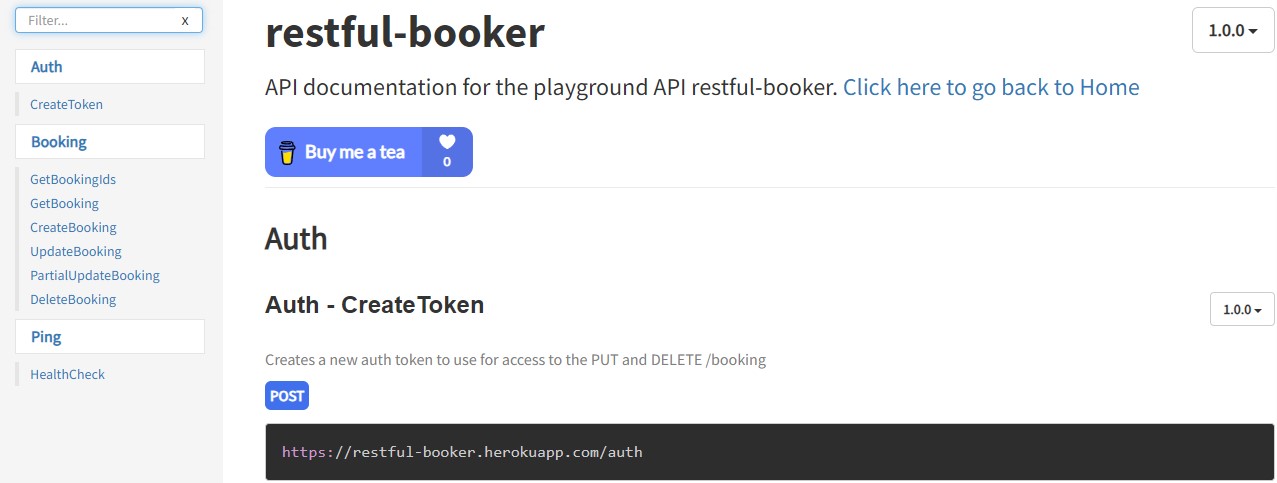 Filter... x
Auth
CreateToken
Booking
GetBookingIds
GetBooking
CreateBooking
UpdateBooking
PartialUpdateBooking
DeleteBooking
Ping
HealthCheck
restful-booker
1.0.0
API documentation for the playground API restful-booker. Click here to go back to Home
Buy me a tea
0
Auth
Auth - CreateToken
1.0.0
Creates a new auth token to use for access to the PUT and DELETE /booking
POST
https://restful-booker.herokuapp.com/auth